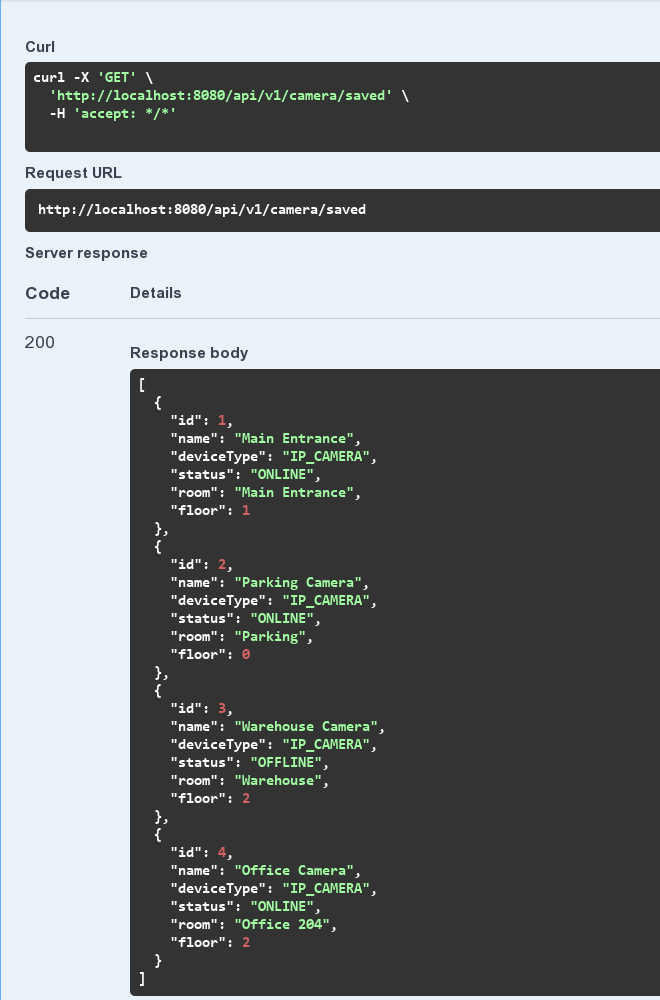 Curl
curl -X 'GET' \
  'http://localhost:8080/api/v1/camera/saved' \
  -H 'accept: */*'
Request URL
http://localhost:8080/api/v1/camera/saved
Server response
Code Details
200
Response body
[
  {
    "id": 1,
    "name": "Main Entrance",
    "deviceType": "IP_CAMERA",
    "status": "ONLINE",
    "room": "Main Entrance",
    "floor": 1
  },
  {
    "id": 2,
    "name": "Parking Camera",
    "deviceType": "IP_CAMERA",
    "status": "ONLINE",
    "room": "Parking",
    "floor": 0
  },
  {
    "id": 3,
    "name": "Warehouse Camera",
    "deviceType": "IP_CAMERA",
    "status": "OFFLINE",
    "room": "Warehouse",
    "floor": 2
  },
  {
    "id": 4,
    "name": "Office Camera",
    "deviceType": "IP_CAMERA",
    "status": "ONLINE",
    "room": "Office 204",
    "floor": 2
  }
]